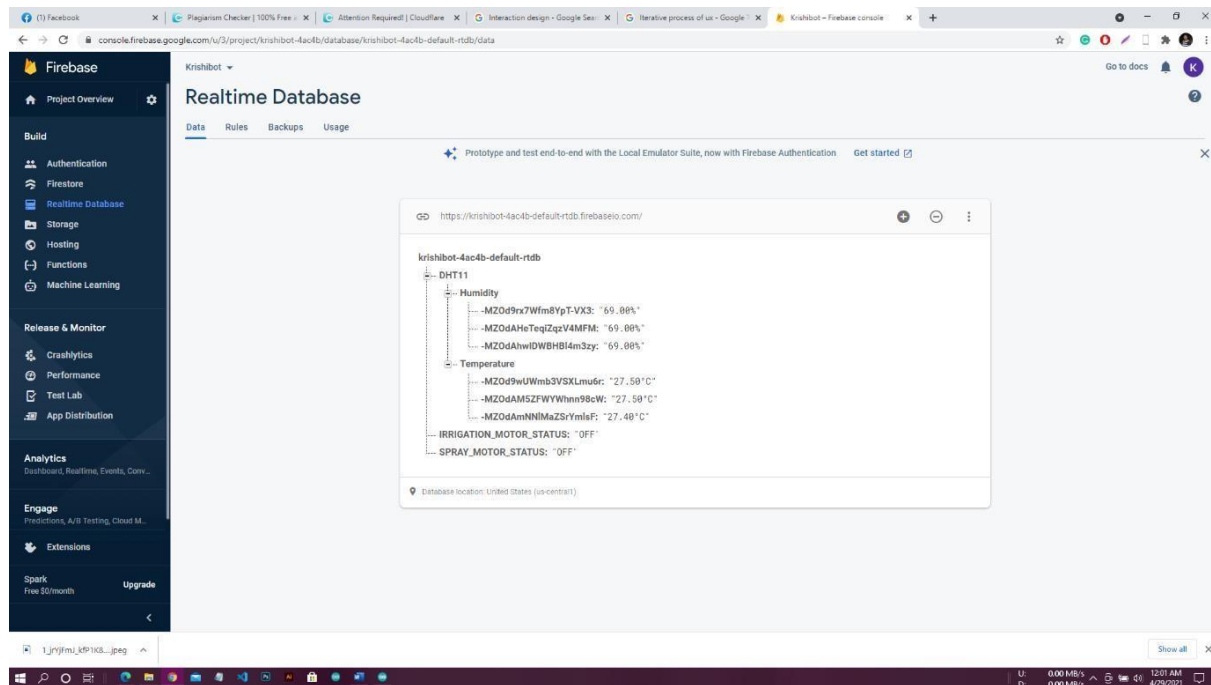 (1) Facebook
Plagiarism Checker | 100% Free
Attention Required! | Cloudflare
Interaction design - Google Sear
Iterative process of ux - Google
Krishibot – Firebase console
console.firebase.google.com/u/3/project/krishibot-4ac4b/database/krishibot-4ac4b-default-rtdb/data
Firebase
Krishibot
Go to docs
K
Project Overview
Realtime Database
Data Rules Backups Usage
Build
Prototype and test end-to-end with the Local Emulator Suite, now with Firebase Authentication Get started
Authentication
Firestore
Realtime Database
Storage
Hosting
Functions
Machine Learning
Release & Monitor
Crashlytics
Performance
Test Lab
App Distribution
Analytics
Dashboard, Realtime, Events, Conv...
Engage
Predictions, A/B Testing, Cloud M...
Extensions
Spark
Free $0/month
Upgrade
https://krishibot-4ac4b-default-rtdb.firebaseio.com/
krishibot-4ac4b-default-rtdb
DHT11
Humidity
-MZOd9rx7Wfm8YpT-VX3: "69.00%"
-MZOdAHeTeqiZqzV4MFM: "69.00%"
-MZOdAhwIDWBHBl4m3zy: "69.00%"
Temperature
-MZOd9wUWmb3VSXLmu6r: "27.50°C"
-MZOdAM5ZFWYWhnn98cW: "27.50°C"
-MZOdAmNNlMaZSrYmlsF: "27.40°C"
IRRIGATION_MOTOR_STATUS: "OFF"
SPRAY_MOTOR_STATUS: "OFF"
Database location: United States (us-central1)
Show all
U: 0.00 MB/s
D: 0.00 MB/s
12:01 AM
4/29/2021